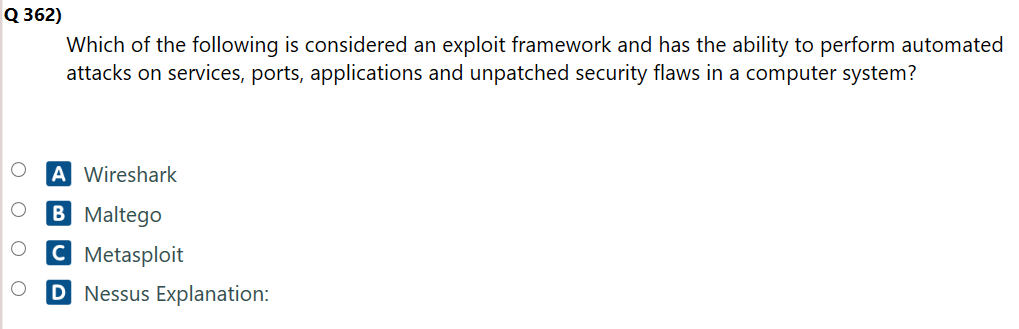 Q 362)
Which of the following is considered an exploit framework and has the ability to perform automated
attacks on services, ports, applications and unpatched security flaws in a computer system?
A Wireshark
B Maltego
C Metasploit
D Nessus Explanation: